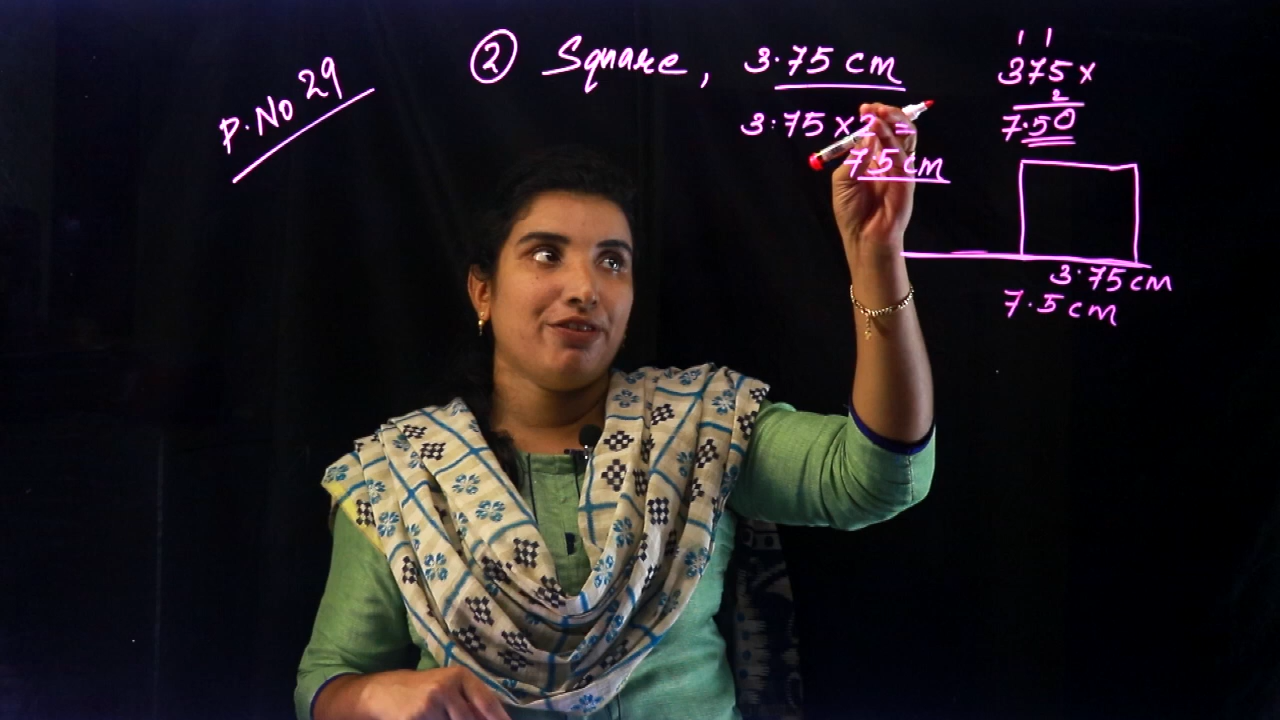 P.No 29
② Square, 3.75 cm
3.75 x 2 =
7.5 cm
1 1
375 x
2
7.50
3.75 cm
7.5 cm